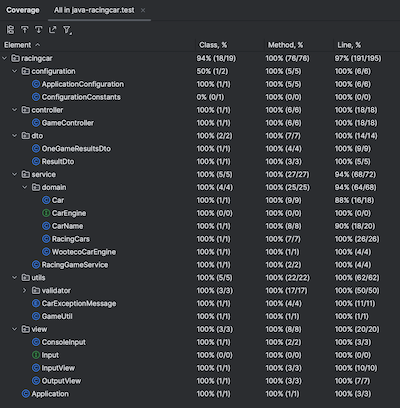 Coverage All in java-racingcar.test ×
Element Class, % Method, % Line, %
racingcar 94% (18/19) 100% (76/76) 97% (191/195)
configuration 50% (1/2) 100% (5/5) 100% (6/6)
ApplicationConfiguration 100% (1/1) 100% (5/5) 100% (6/6)
ConfigurationConstants 0% (0/1) 100% (0/0) 100% (0/0)
controller 100% (1/1) 100% (6/6) 100% (18/18)
GameController 100% (1/1) 100% (6/6) 100% (18/18)
dto 100% (2/2) 100% (7/7) 100% (14/14)
OneGameResultsDto 100% (1/1) 100% (4/4) 100% (9/9)
ResultDto 100% (1/1) 100% (3/3) 100% (5/5)
service 100% (5/5) 100% (27/27) 94% (68/72)
domain 100% (4/4) 100% (25/25) 94% (64/68)
Car 100% (1/1) 100% (9/9) 88% (16/18)
CarEngine 100% (0/0) 100% (0/0) 100% (0/0)
CarName 100% (1/1) 100% (8/8) 90% (18/20)
RacingCars 100% (1/1) 100% (7/7) 100% (26/26)
WootecoCarEngine 100% (1/1) 100% (1/1) 100% (4/4)
RacingGameService 100% (1/1) 100% (2/2) 100% (4/4)
utils 100% (5/5) 100% (22/22) 100% (62/62)
validator 100% (3/3) 100% (17/17) 100% (50/50)
CarExceptionMessage 100% (1/1) 100% (4/4) 100% (11/11)
GameUtil 100% (1/1) 100% (1/1) 100% (1/1)
view 100% (3/3) 100% (8/8) 100% (20/20)
ConsoleInput 100% (1/1) 100% (2/2) 100% (3/3)
Input 100% (0/0) 100% (0/0) 100% (0/0)
InputView 100% (1/1) 100% (3/3) 100% (10/10)
OutputView 100% (1/1) 100% (3/3) 100% (7/7)
Application 100% (1/1) 100% (1/1) 100% (3/3)